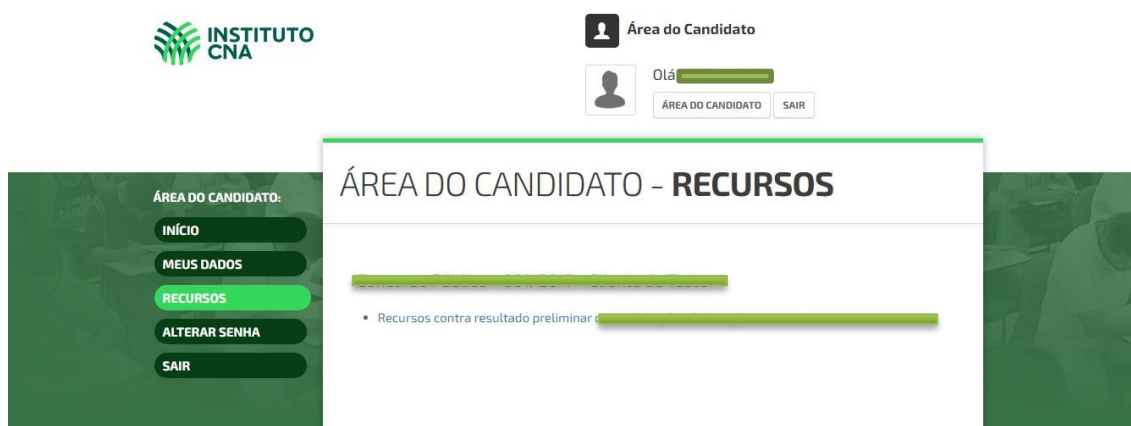 INSTITUTO
CNA
Área do Candidato
Olá
ÁREA DO CANDIDATO SAIR
ÁREA DO CANDIDATO - RECURSOS
ÁREA DO CANDIDATO:
INÍCIO
MEUS DADOS
RECURSOS
ALTERAR SENHA
SAIR
Recursos contra resultado preliminar